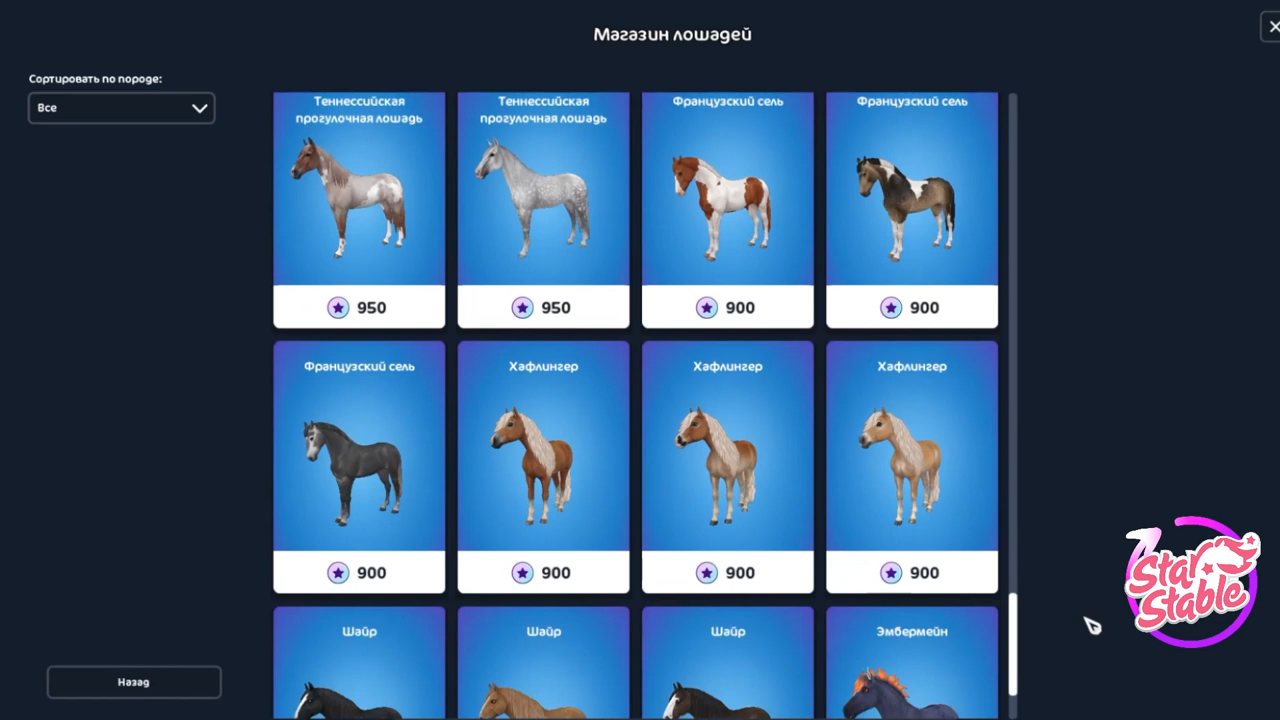 Магазин лошадей
Сортировать по породе:
Все
Теннессийская
прогулочная лошадь
Теннессийская
прогулочная лошадь
Французский сель
Французский сель
950
950
900
900
Французский сель
Хафлингер
Хафлингер
Хафлингер
900
900
900
900
Шайр
Шайр
Шайр
Эмбермейн
Star
Stable
Назад